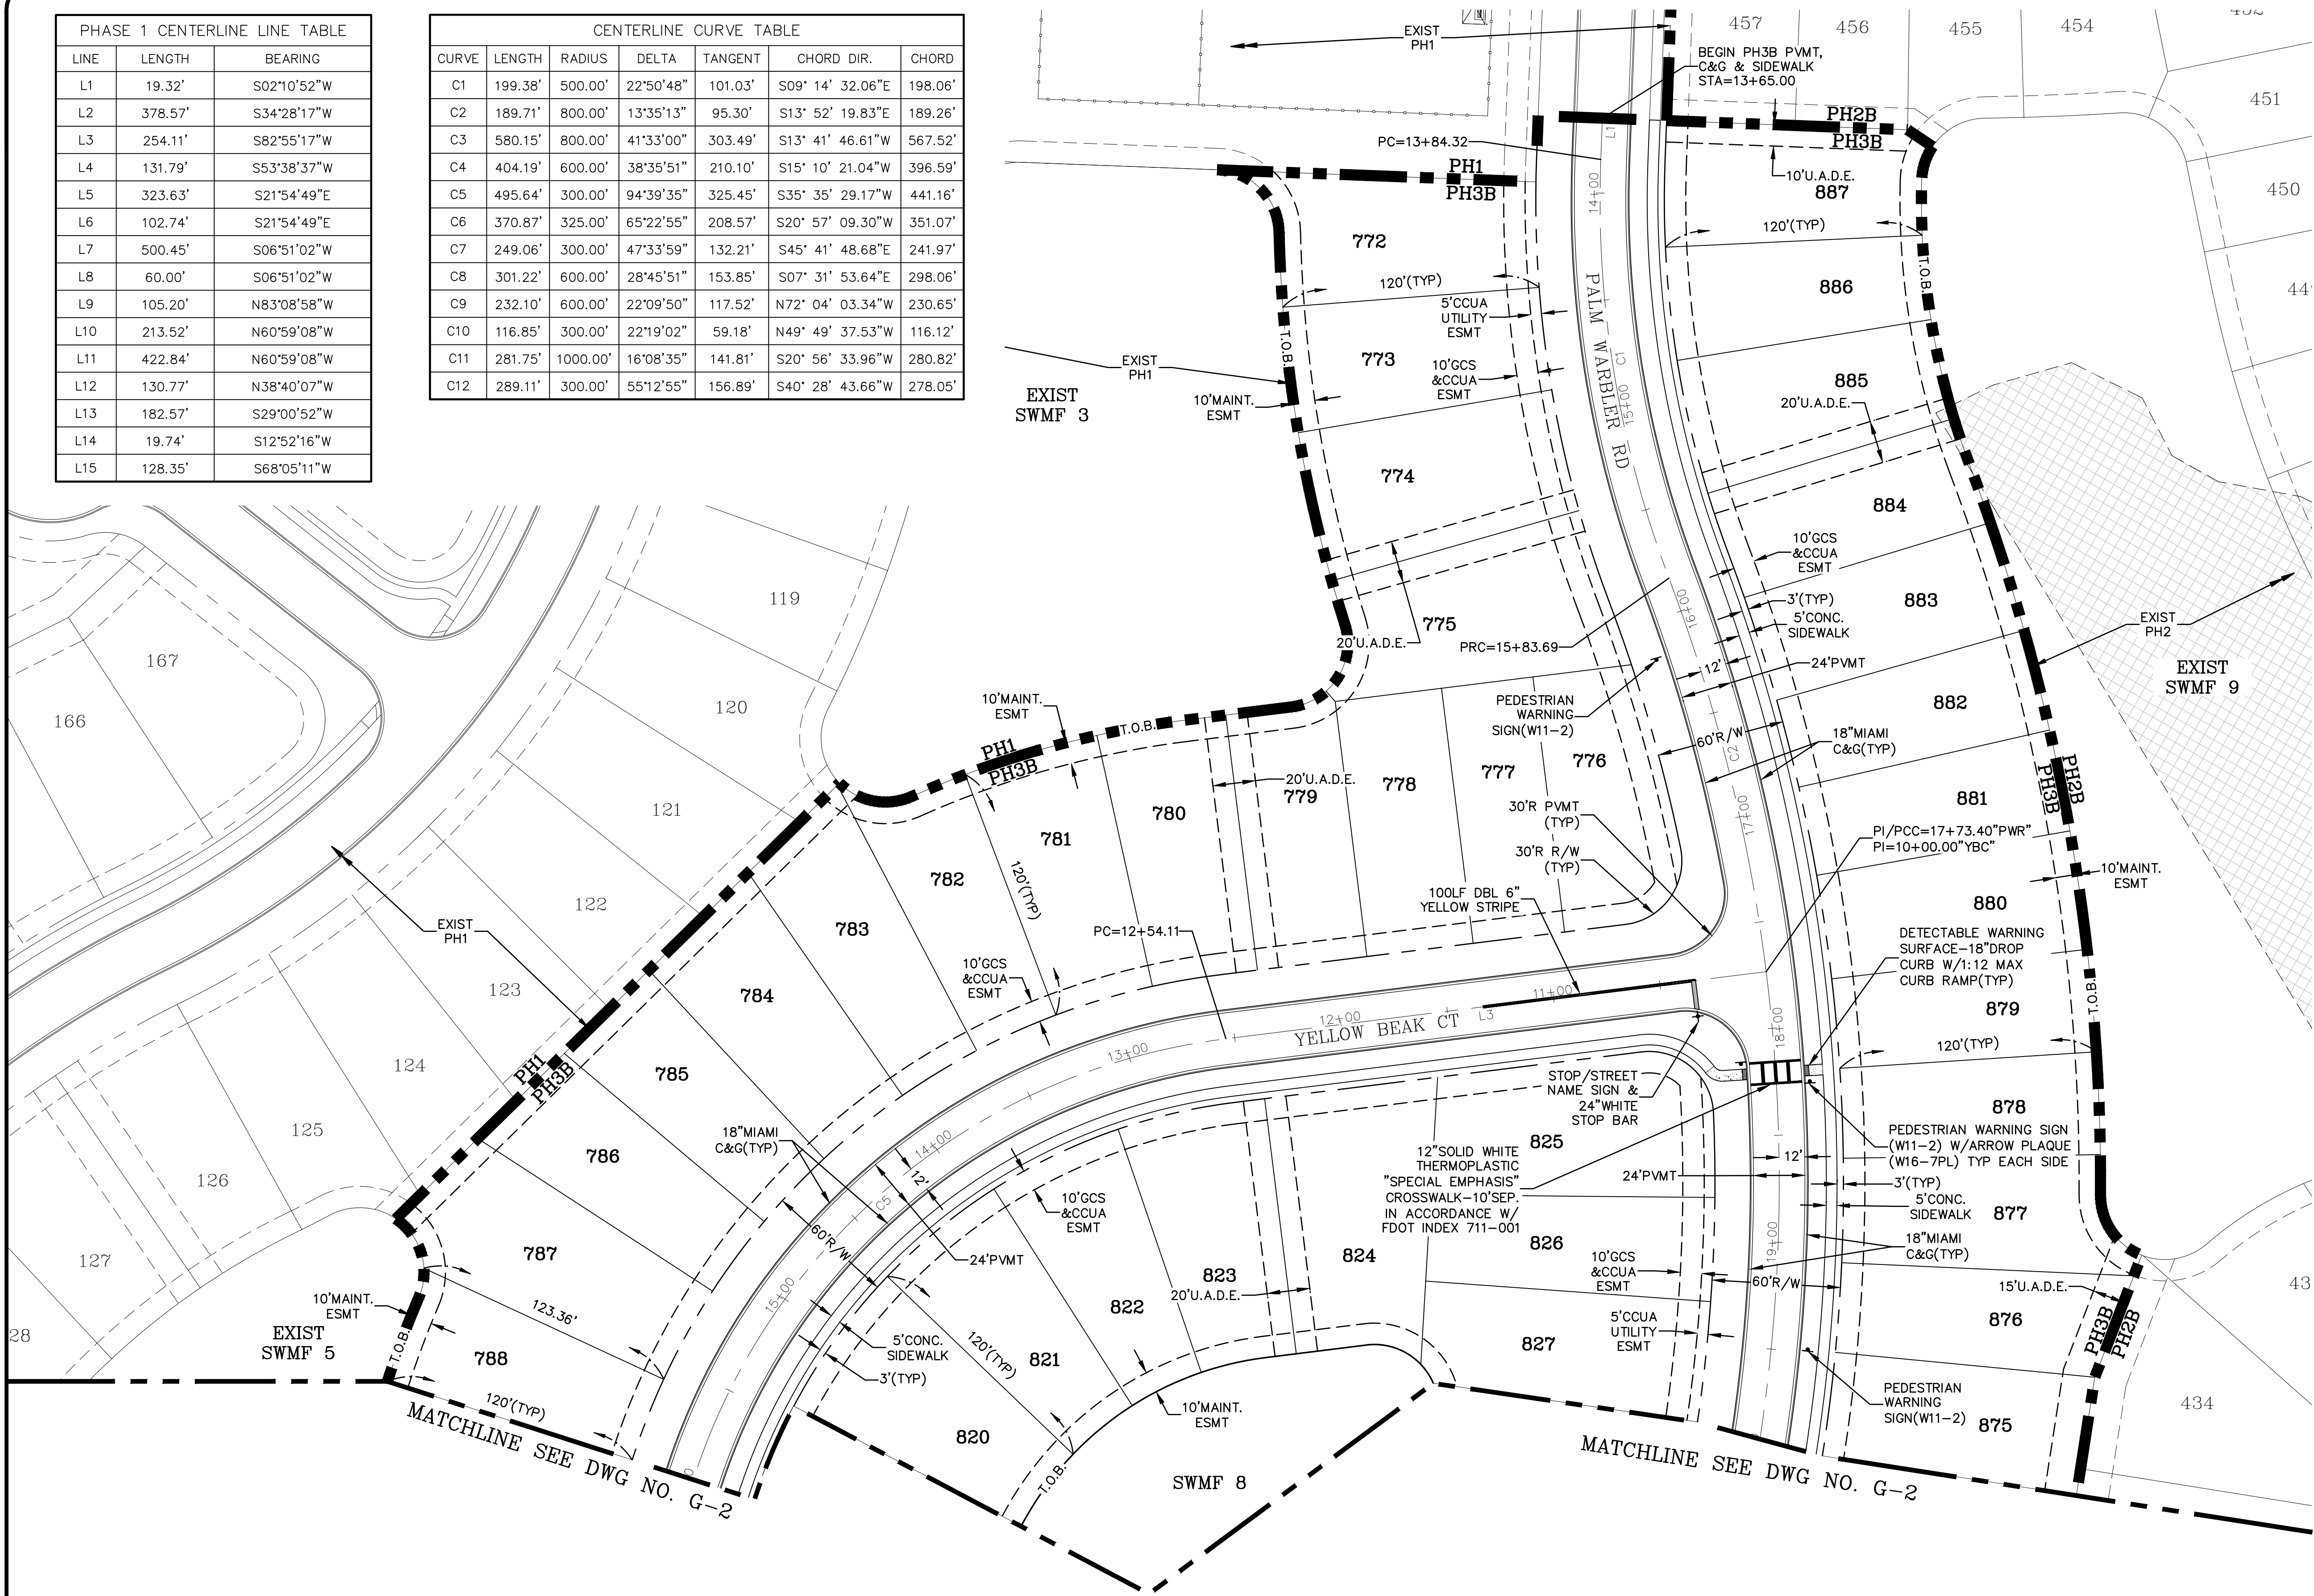 PHASE 1 CENTERLINE LINE TABLE
LINE LENGTH BEARING
L1 19.32' S02°10'52"W
L2 378.57' S34°28'17"W
L3 254.11' S82°55'17"W
L4 131.79' S53°38'37"W
L5 323.63' S21°54'49"E
L6 102.74' S21°54'49"E
L7 500.45' S06°51'02"W
L8 60.00' S06°51'02"W
L9 105.20' N83°08'58"W
L10 213.52' N60°59'08"W
L11 422.84' N60°59'08"W
L12 130.77' N38°40'07"W
L13 182.57' S29°00'52"W
L14 19.74' S12°52'16"W
L15 128.35' S68°05'11"W
CENTERLINE CURVE TABLE
CURVE LENGTH RADIUS DELTA TANGENT CHORD DIR. CHORD
C1 199.38' 500.00' 22°50'48" 101.03' S09° 14' 32.06"E 198.06'
C2 189.71' 800.00' 13°35'13" 95.30' S13° 52' 19.83"E 189.26'
C3 580.15' 800.00' 41°33'00" 303.49' S13° 41' 46.61"W 567.52'
C4 404.19' 600.00' 38°35'51" 210.10' S15° 10' 21.04"W 396.59'
C5 495.64' 300.00' 94°39'35" 325.45' S35° 35' 29.17"W 441.16'
C6 370.87' 325.00' 65°22'55" 208.57' S20° 57' 09.30"W 351.07'
C7 249.06' 300.00' 47°33'59" 132.21' S45° 41' 48.68"E 241.97'
C8 301.22' 600.00' 28°45'51" 153.85' S07° 31' 53.64"E 298.06'
C9 232.10' 600.00' 22°09'50" 117.52' N72° 04' 03.34"W 230.65'
C10 116.85' 300.00' 22°19'02" 59.18' N49° 49' 37.53"W 116.12'
C11 281.75' 1000.00' 16°08'35" 141.81' S20° 56' 33.96"W 280.82'
C12 289.11' 300.00' 55°12'55" 156.89' S40° 28' 43.66"W 278.05'
EXIST
PH1
457
456
455
454
451
450
BEGIN PH3B PVMT,
C&G & SIDEWALK
STA=13+65.00
PH2B
PH3B
L1
PC=13+84.32
PH1
PH3B
10'U.A.D.E.
887
14+00
772
120'(TYP)
120'(TYP)
T.O.B.
886
5'CCUA
UTILITY
ESMT
PALM WARBLER RD
C1
15+00
T.O.B.
773
10'GCS
&CCUA
ESMT
EXIST
PH1
EXIST
SWMF 3
10'MAINT.
ESMT
885
20'U.A.D.E.
774
884
10'GCS
&CCUA
ESMT
883
3'(TYP)
5'CONC.
SIDEWALK
16+00
775
20'U.A.D.E.
PRC=15+83.69
12'
24'PVMT
EXIST
PH2
EXIST
SWMF 9
119
167
120
166
10'MAINT.
ESMT
T.O.B.
PH1
PH3B
PEDESTRIAN
WARNING
SIGN(W11-2)
882
60'R/W
C2
18"MIAMI
C&G(TYP)
776
777
778
779
20'U.A.D.E.
780
781
782
120'(TYP)
121
881
PH2B
PH3B
17+00
30'R PVMT
(TYP)
30'R R/W
(TYP)
PI/PCC=17+73.40"PWR"
PI=10+00.00"YBC"
10'MAINT.
ESMT
880
100LF DBL 6"
YELLOW STRIPE
PC=12+54.11
783
122
EXIST
PH1
DETECTABLE WARNING
SURFACE-18"DROP
CURB W/1:12 MAX
CURB RAMP(TYP)
10'GCS
&CCUA
ESMT
784
123
11+00
12+00
YELLOW BEAK CT
L3
13+00
18+00
879
T.O.B.
120'(TYP)
124
PH1
PH3B
785
STOP/STREET
NAME SIGN &
24"WHITE
STOP BAR
878
125
126
127
786
18"MIAMI
C&G(TYP)
14+00
12'
825
12"SOLID WHITE
THERMOPLASTIC
"SPECIAL EMPHASIS"
CROSSWALK-10'SEP.
IN ACCORDANCE W/
FDOT INDEX 711-001
PEDESTRIAN WARNING SIGN
(W11-2) W/ARROW PLAQUE
(W16-7PL) TYP EACH SIDE
12'
24'PVMT
3'(TYP)
5'CONC.
SIDEWALK
877
C5
10'GCS
&CCUA
ESMT
60'R/W
24'PVMT
787
824
826
19+00
18"MIAMI
C&G(TYP)
10'GCS
&CCUA
ESMT
60'R/W
823
20'U.A.D.E.
822
15'U.A.D.E.
PH3B
PH2B
876
15+00
123.36'
10'MAINT.
ESMT
EXIST
SWMF 5
T.O.B.
788
5'CONC.
SIDEWALK
3'(TYP)
120'(TYP)
821
827
5'CCUA
UTILITY
ESMT
PEDESTRIAN
WARNING
SIGN(W11-2)
875
434
120'(TYP)
10'MAINT.
ESMT
820
T.O.B.
SWMF 8
MATCHLINE SEE DWG NO. G-2
MATCHLINE SEE DWG NO. G-2